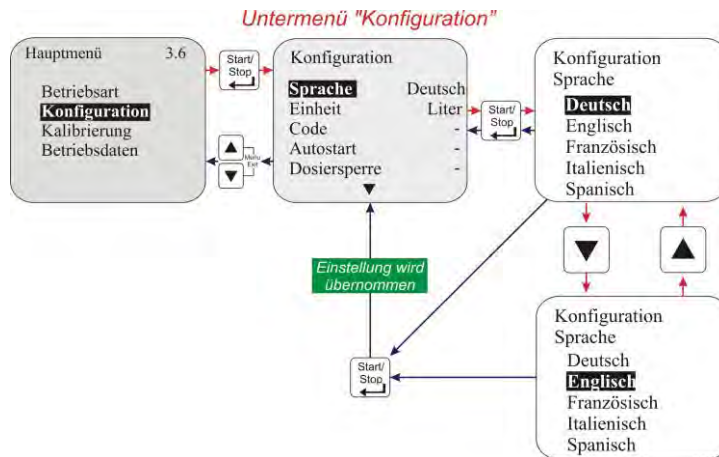 Untermenü "Konfiguration”
Hauptmenü 3.6
Betriebsart
Konfiguration
Kalibrierung
Betriebsdaten
Start/
Stop
Menu
Exit
Konfiguration
Sprache Deutsch
Einheit Liter
Code -
Autostart -
Dosiersperre -
Start/
Stop
Konfiguration
Sprache
Deutsch
Englisch
Französisch
Italienisch
Spanisch
Einstellung wird
übernommen
Start/
Stop
Konfiguration
Sprache
Deutsch
Englisch
Französisch
Italienisch
Spanisch